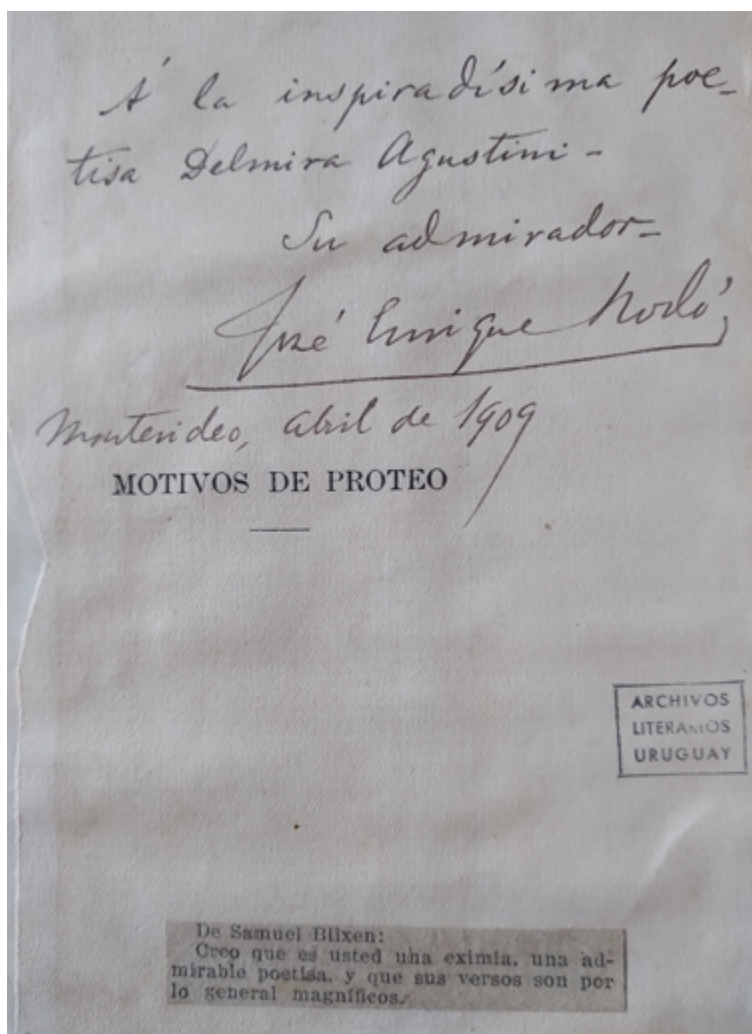 Á la inspiradísima poe-
tisa Delmira Agustini -
Su admirador -
José Enrique Rodó
Montevideo, abril de 1909
MOTIVOS DE PROTEO
ARCHIVOS
LITERARIOS
URUGUAY
De Samuel Blixen:
Creo que es usted uha eximia, una ad-
mirable poetisa, y que sus versos son por
lo general magníficos.